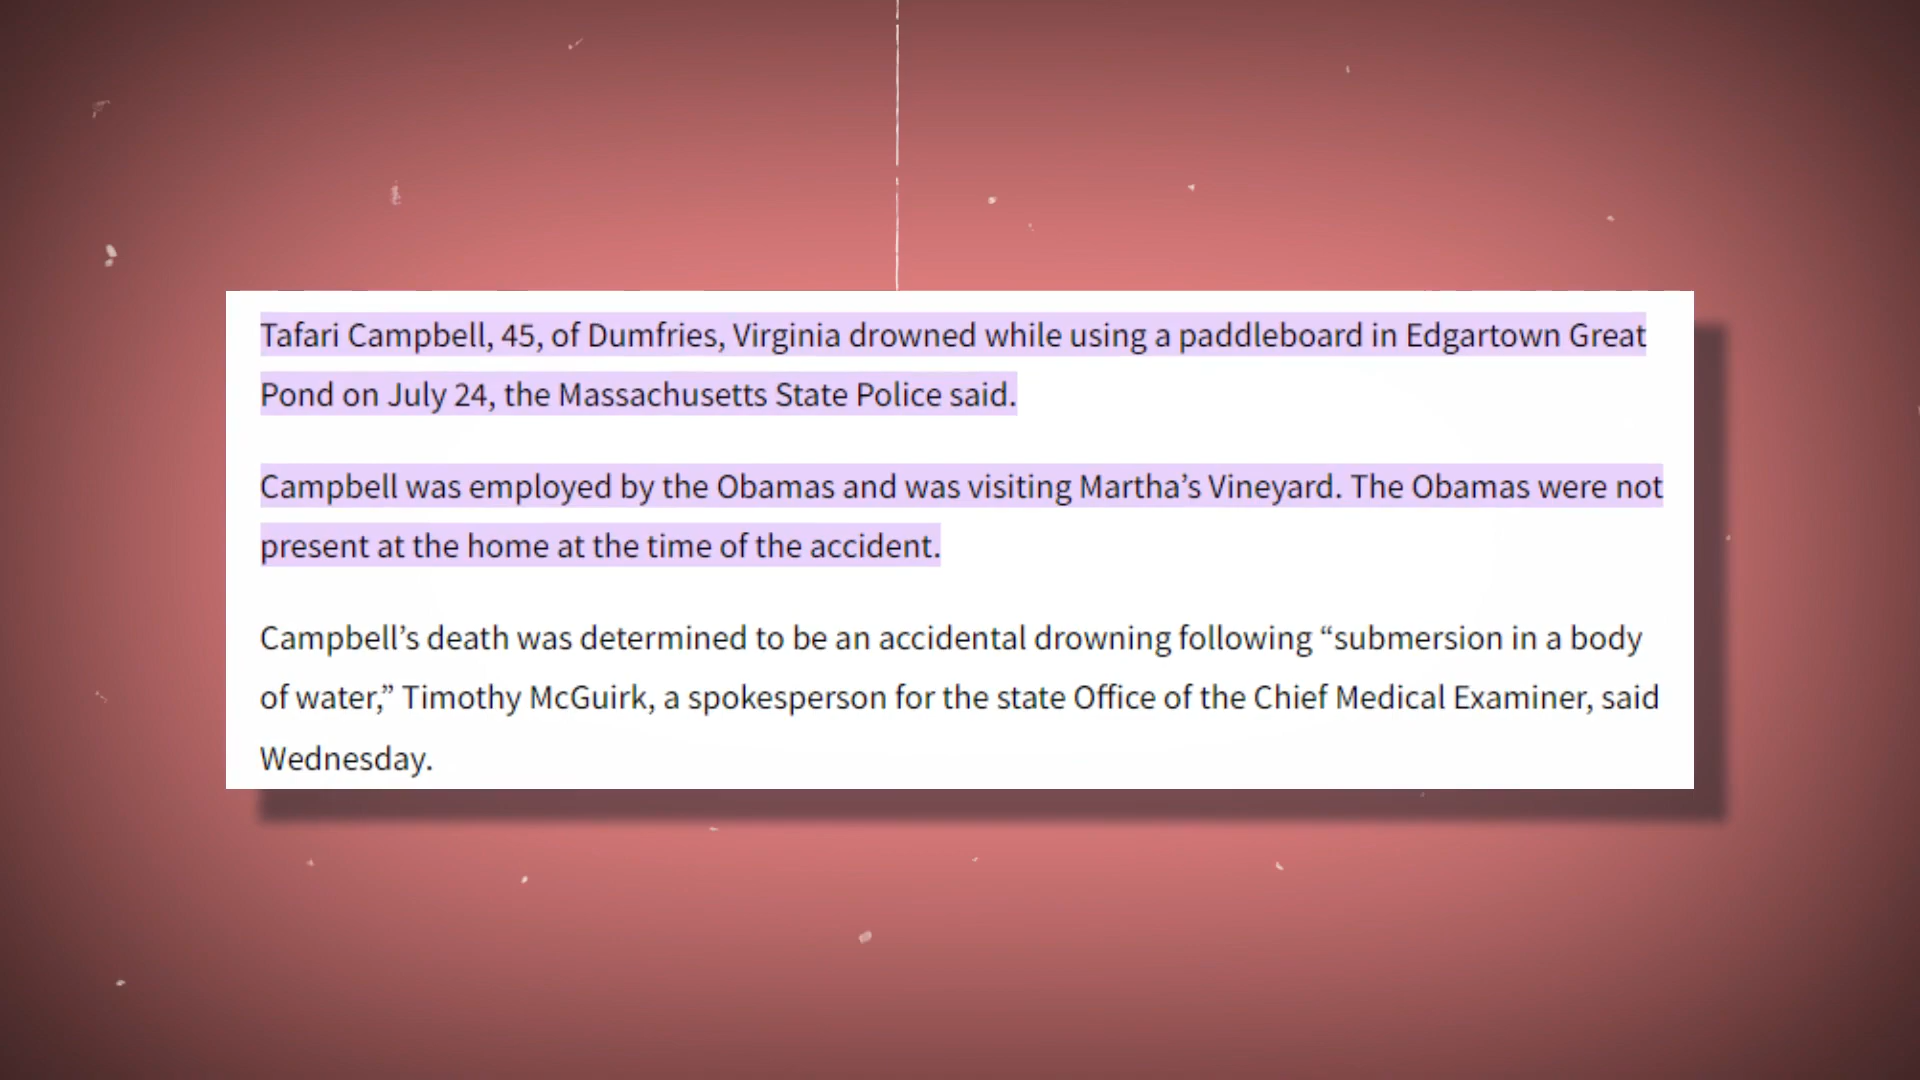 Tafari Campbell, 45, of Dumfries, Virginia drowned while using a paddleboard in Edgartown Great
Pond on July 24, the Massachusetts State Police said.
Campbell was employed by the Obamas and was visiting Martha’s Vineyard. The Obamas were not
present at the home at the time of the accident.
Campbell’s death was determined to be an accidental drowning following “submersion in a body
of water,” Timothy McGuirk, a spokesperson for the state Office of the Chief Medical Examiner, said
Wednesday.